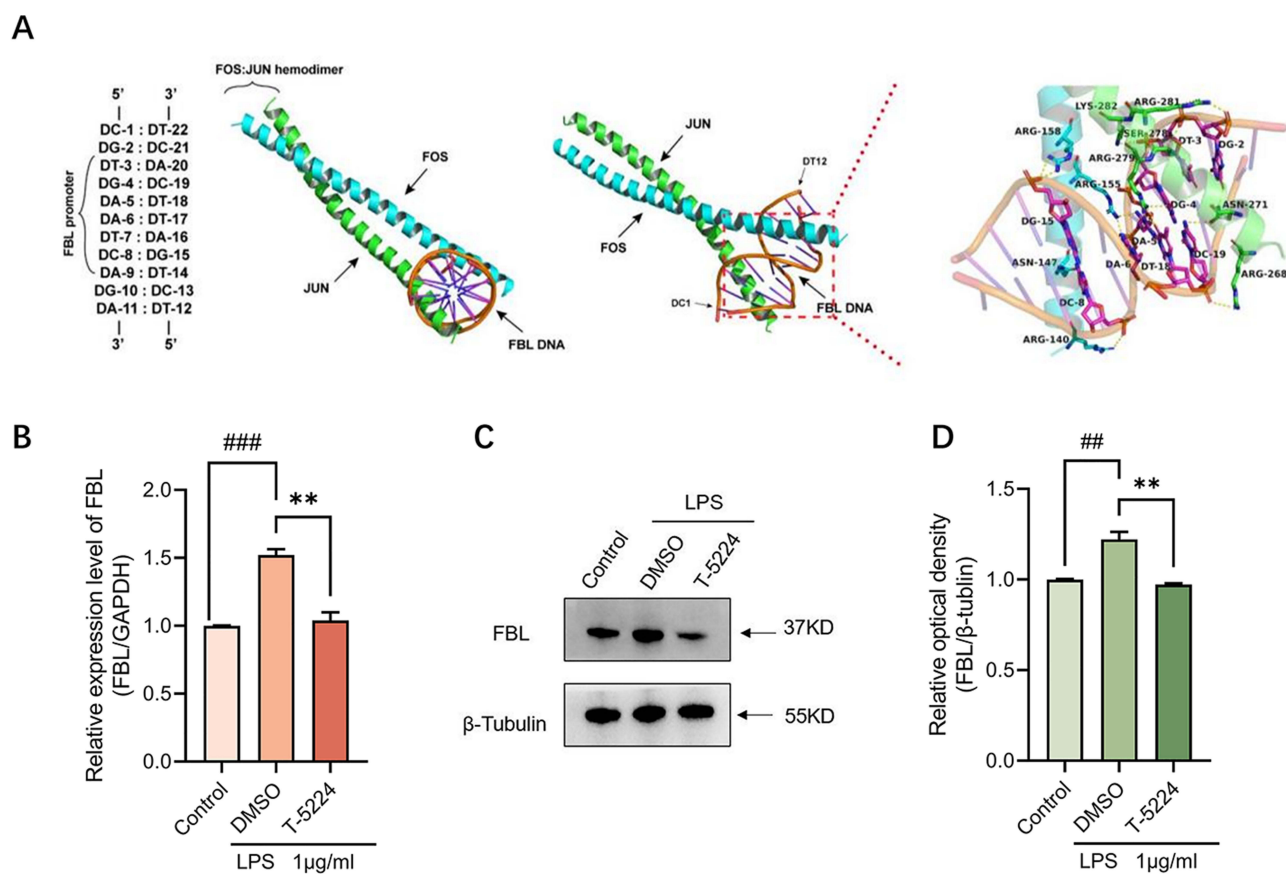 A
5’ 3’
DC-1 : DT-22
DG-2 : DC-21
DT-3 : DA-20
DG-4 : DC-19
DA-5 : DT-18
DA-6 : DT-17
DT-7 : DA-16
DC-8 : DG-15
DA-9 : DT-14
DG-10 : DC-13
DA-11 : DT-12
3’ 5’
FBL promoter
FOS:JUN hemodimer
FOS
JUN
FBL DNA
JUN
FOS
DT12
DC1
FBL DNA
LYS-282
ARG-281
ARG-158
SER-278
DT-3
DG-2
ARG-279
ARG-155
DG-4
ASN-271
DG-15
DA-5
ASN-147
DA-6
DT-18
DC-19
ARG-268
DC-8
ARG-140
B
###
**
Relative expression level of FBL
(FBL/GAPDH)
2.0
1.5
1.0
0.5
0.0
Control
DMSO
T-5224
LPS 1μg/ml
C
LPS
Control
DMSO
T-5224
FBL
37KD
β-Tubulin
55KD
D
##
**
Relative optical density
(FBL/β-tublin)
1.5
1.0
0.5
0.0
Control
DMSO
T-5224
LPS 1μg/ml